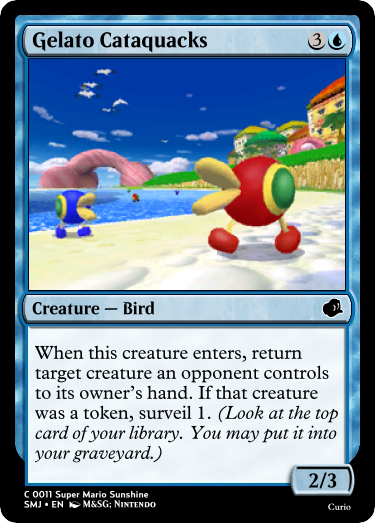 Gelato Cataquacks 3
Creature — Bird
When this creature enters, return
target creature an opponent controls
to its owner's hand. If that creature
was a token, surveil 1. (Look at the top
card of your library. You may put it into
your graveyard.)
2/3
C 0011 Super Mario Sunshine
SMJ • EN M&SG: Nintendo
Curio